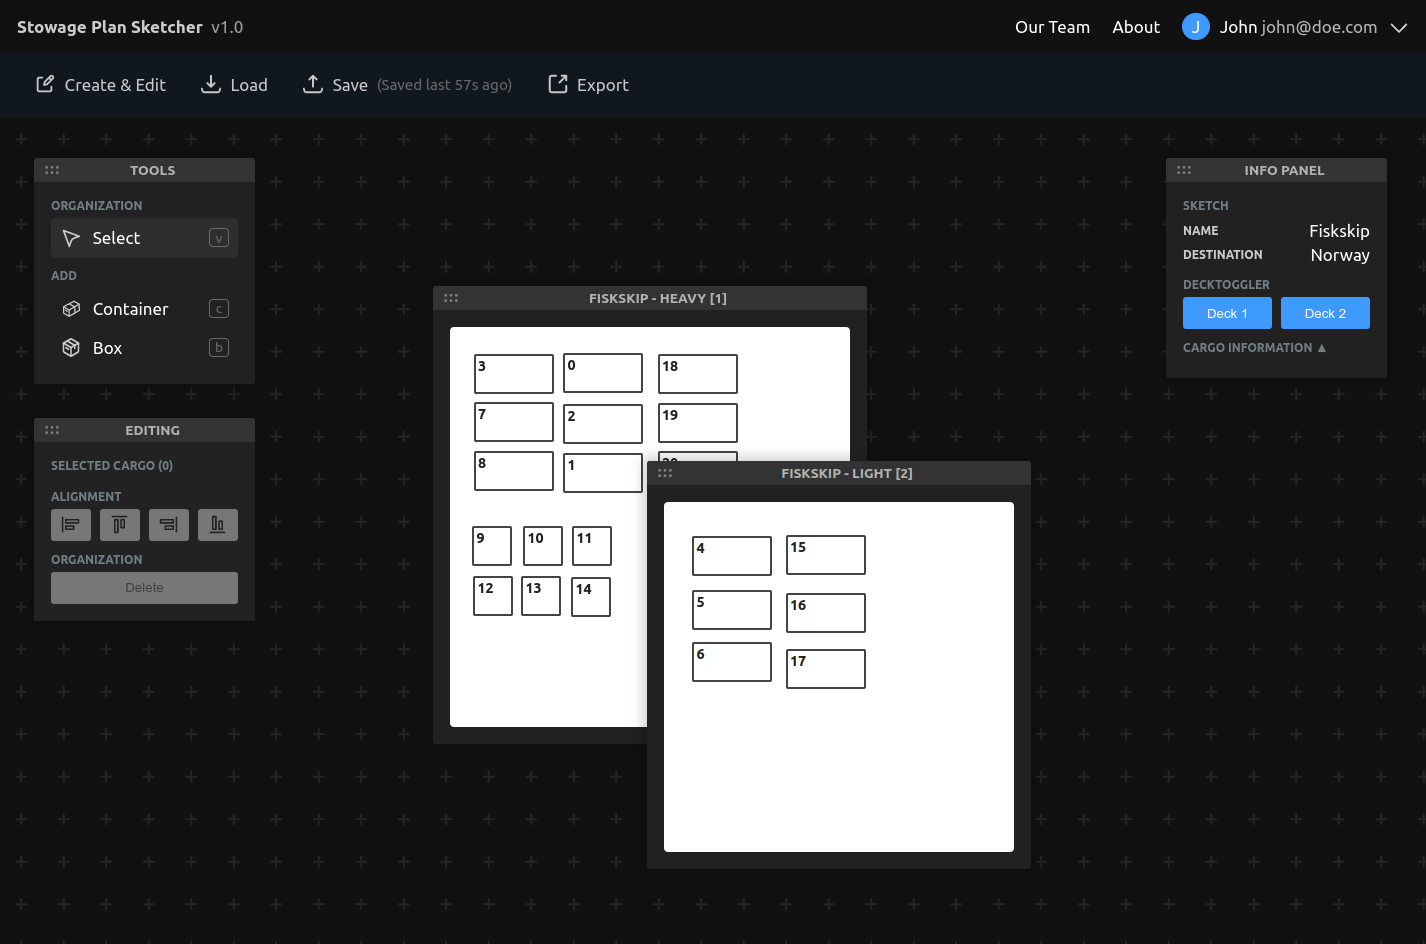 Stowage Plan Sketcher v1.0
Our Team About J John john@doe.com
Create & Edit Load Save (Saved last 57s ago) Export
TOOLS
ORGANIZATION
Select v
ADD
Container c
Box b
EDITING
SELECTED CARGO (0)
ALIGNMENT
ORGANIZATION
Delete
FISKSKIP - HEAVY [1]
3 0 18
7 2 19
8 1
9 10 11
12 13 14
FISKSKIP - LIGHT [2]
4 15
5 16
6 17
INFO PANEL
SKETCH
NAME Fiskskip
DESTINATION Norway
DECKTOGGLER
Deck 1 Deck 2
CARGO INFORMATION ▲